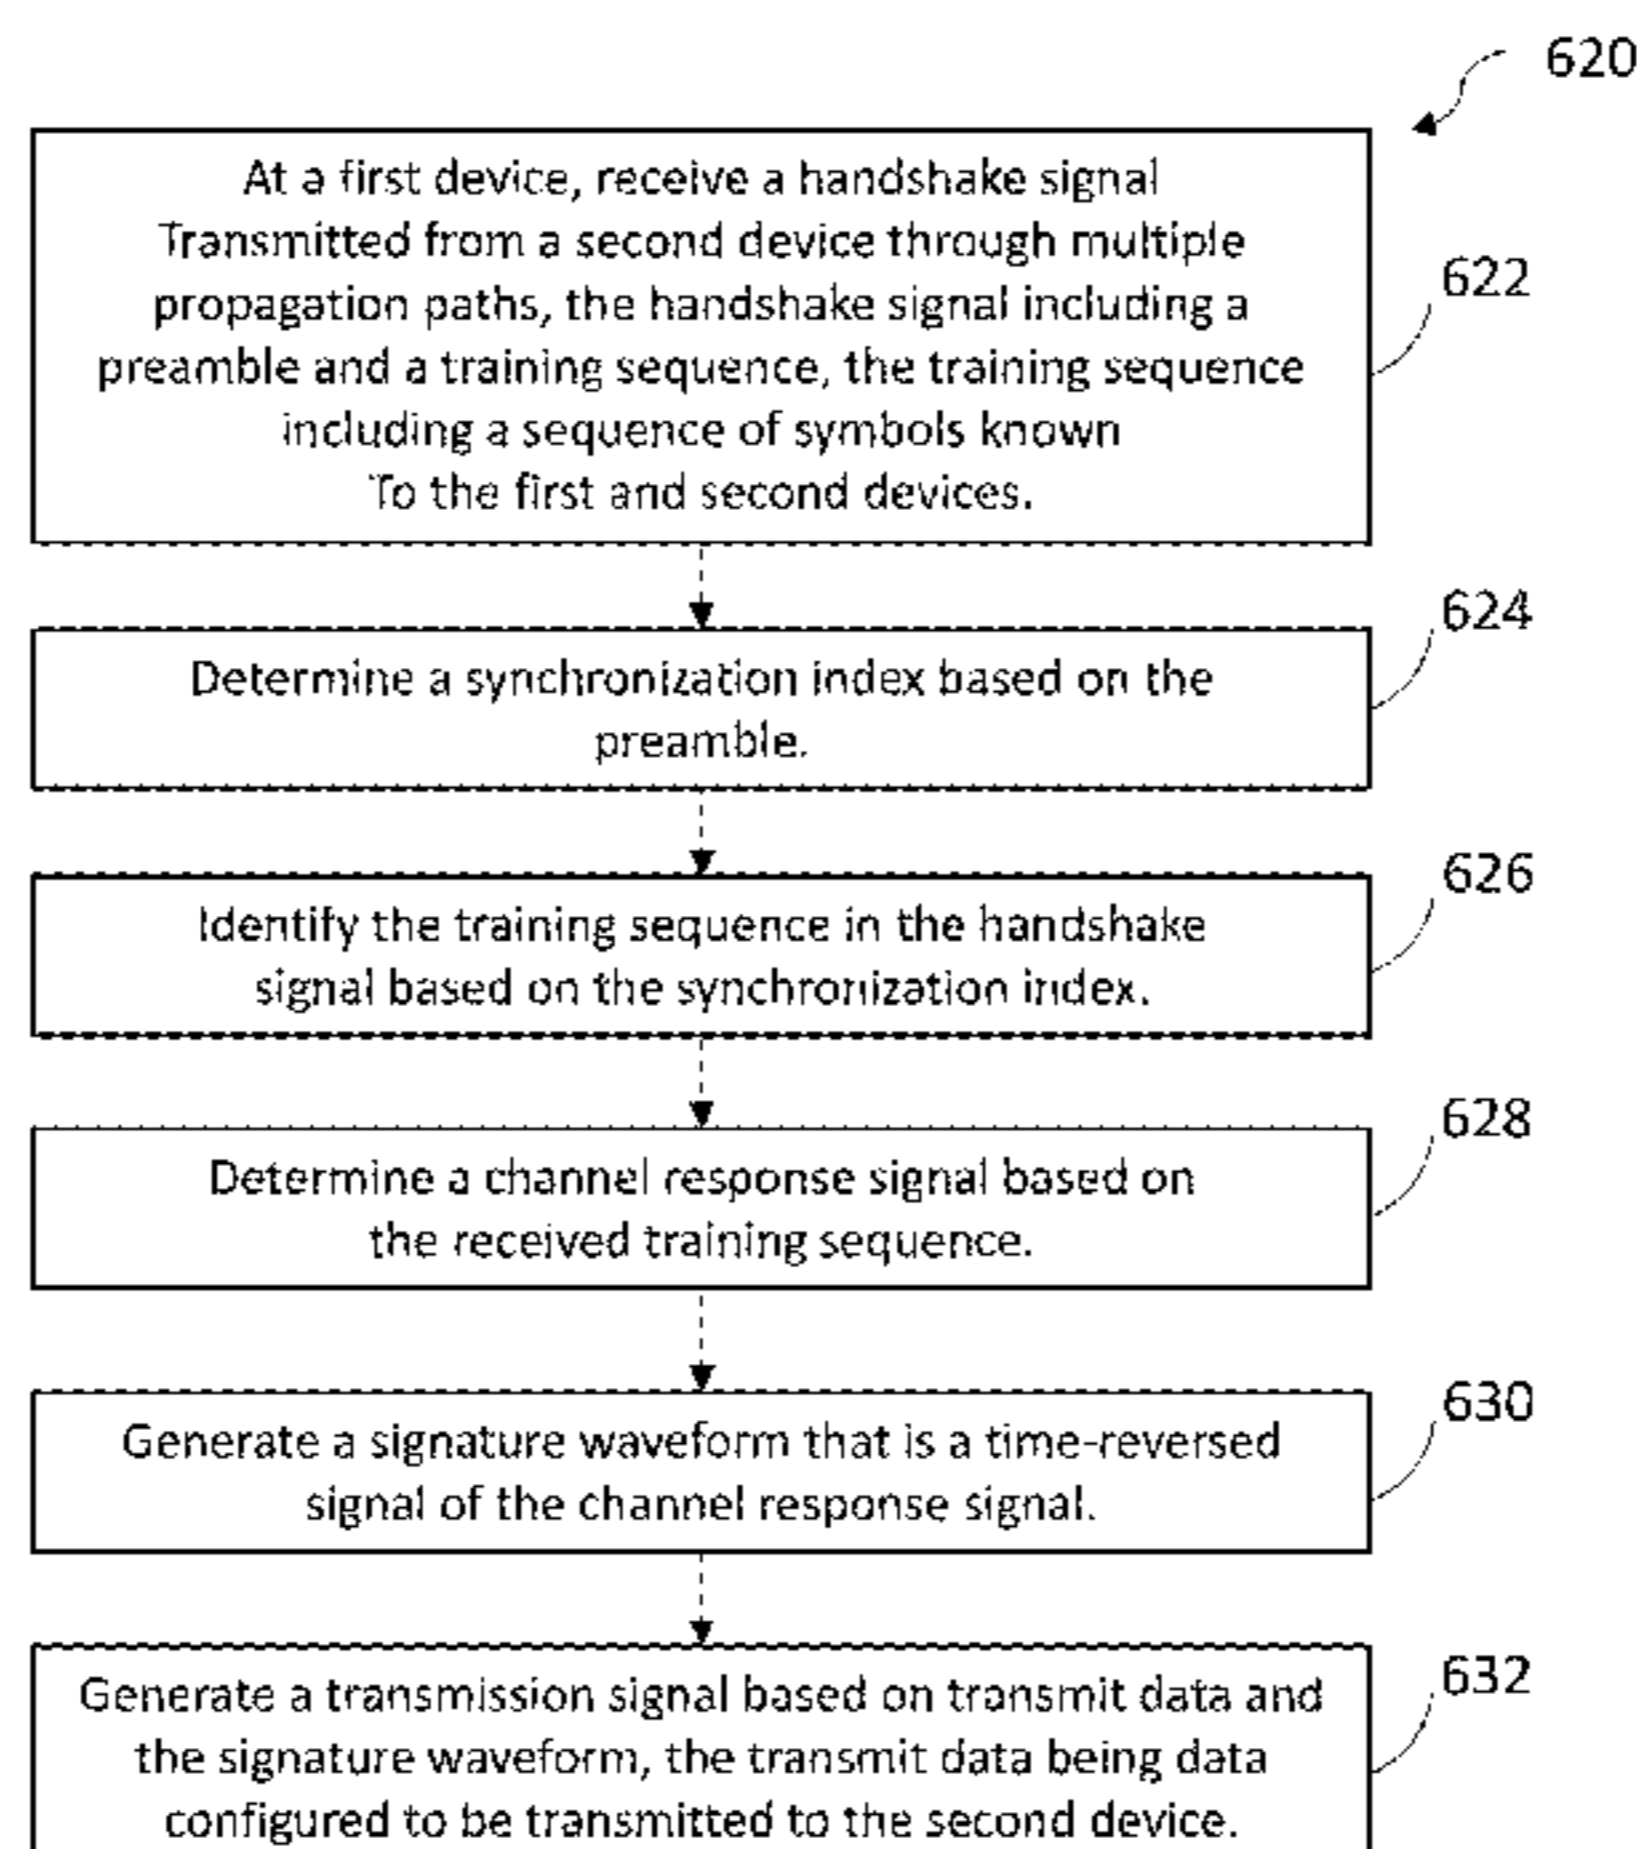 620
At a first device, receive a handshake signal
Transmitted from a second device through multiple
propagation paths, the handshake signal including a
preamble and a training sequence, the training sequence
including a sequence of symbols known
To the first and second devices.
622
Determine a synchronization index based on the
preamble.
624
Identify the training sequence in the handshake
signal based on the synchronization index.
626
Determine a channel response signal based on
the received training sequence.
628
Generate a signature waveform that is a time-reversed
signal of the channel response signal.
630
Generate a transmission signal based on transmit data and
the signature waveform, the transmit data being data
configured to be transmitted to the second device.
632